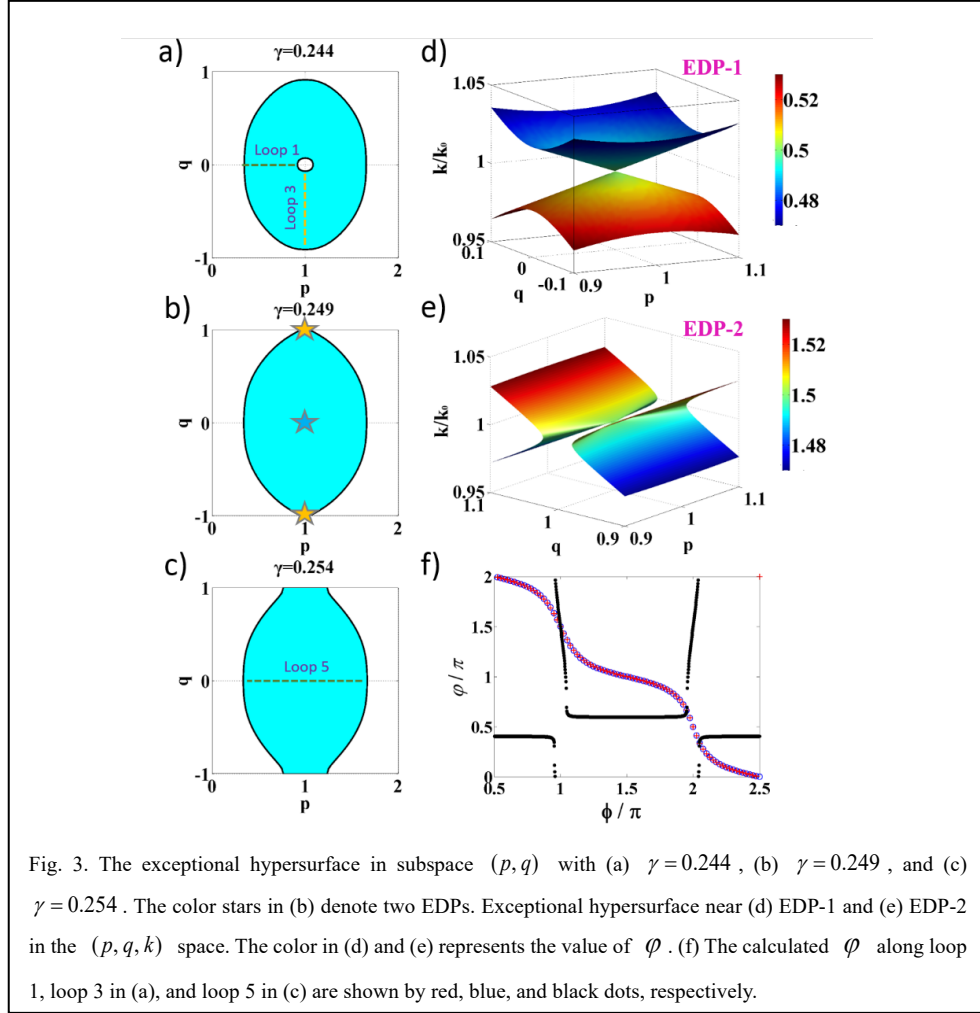 a)
γ=0.244
1
q
0
-1
0
1
2
p
Loop 1
Loop 3
b)
γ=0.249
1
q
0
-1
0
1
2
p
c)
γ=0.254
1
q
0
-1
0
1
2
p
Loop 5
d)
EDP-1
1.05
k/k₀
1
0.95
0.1
0
-0.1
q
0.9
1
1.1
p
0.52
0.5
0.48
e)
EDP-2
1.05
k/k₀
1
0.95
1.1
1
0.9
q
0.9
1
1.1
p
1.52
1.5
1.48
f)
2
1.5
1
0.5
0
φ / π
0.5
1
1.5
2
2.5
ϕ / π
Fig. 3. The exceptional hypersurface in subspace (p,q) with (a) γ = 0.244 , (b) γ = 0.249 , and (c)
γ = 0.254 . The color stars in (b) denote two EDPs. Exceptional hypersurface near (d) EDP-1 and (e) EDP-2
in the (p,q,k) space. The color in (d) and (e) represents the value of φ . (f) The calculated φ along loop
1, loop 3 in (a), and loop 5 in (c) are shown by red, blue, and black dots, respectively.